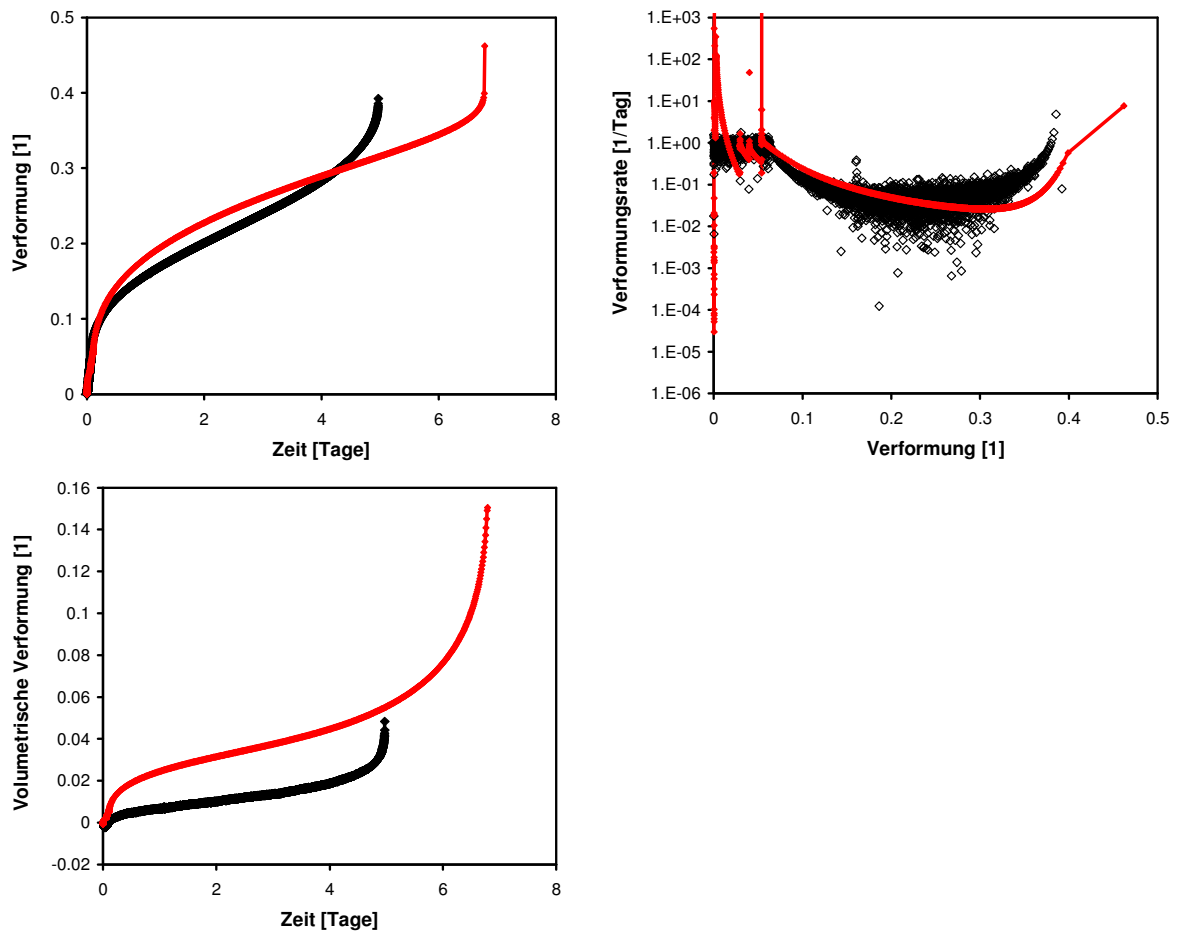 0.5
0.4
0.3
0.2
0.1
0
0 2 4 6 8
Verformung [1]
Zeit [Tage]
1.E+03
1.E+02
1.E+01
1.E+00
1.E-01
1.E-02
1.E-03
1.E-04
1.E-05
1.E-06
0 0.1 0.2 0.3 0.4 0.5
Verformungsrate [1/Tag]
Verformung [1]
0.16
0.14
0.12
0.1
0.08
0.06
0.04
0.02
0
-0.02
0 2 4 6 8
Volumetrische Verformung [1]
Zeit [Tage]